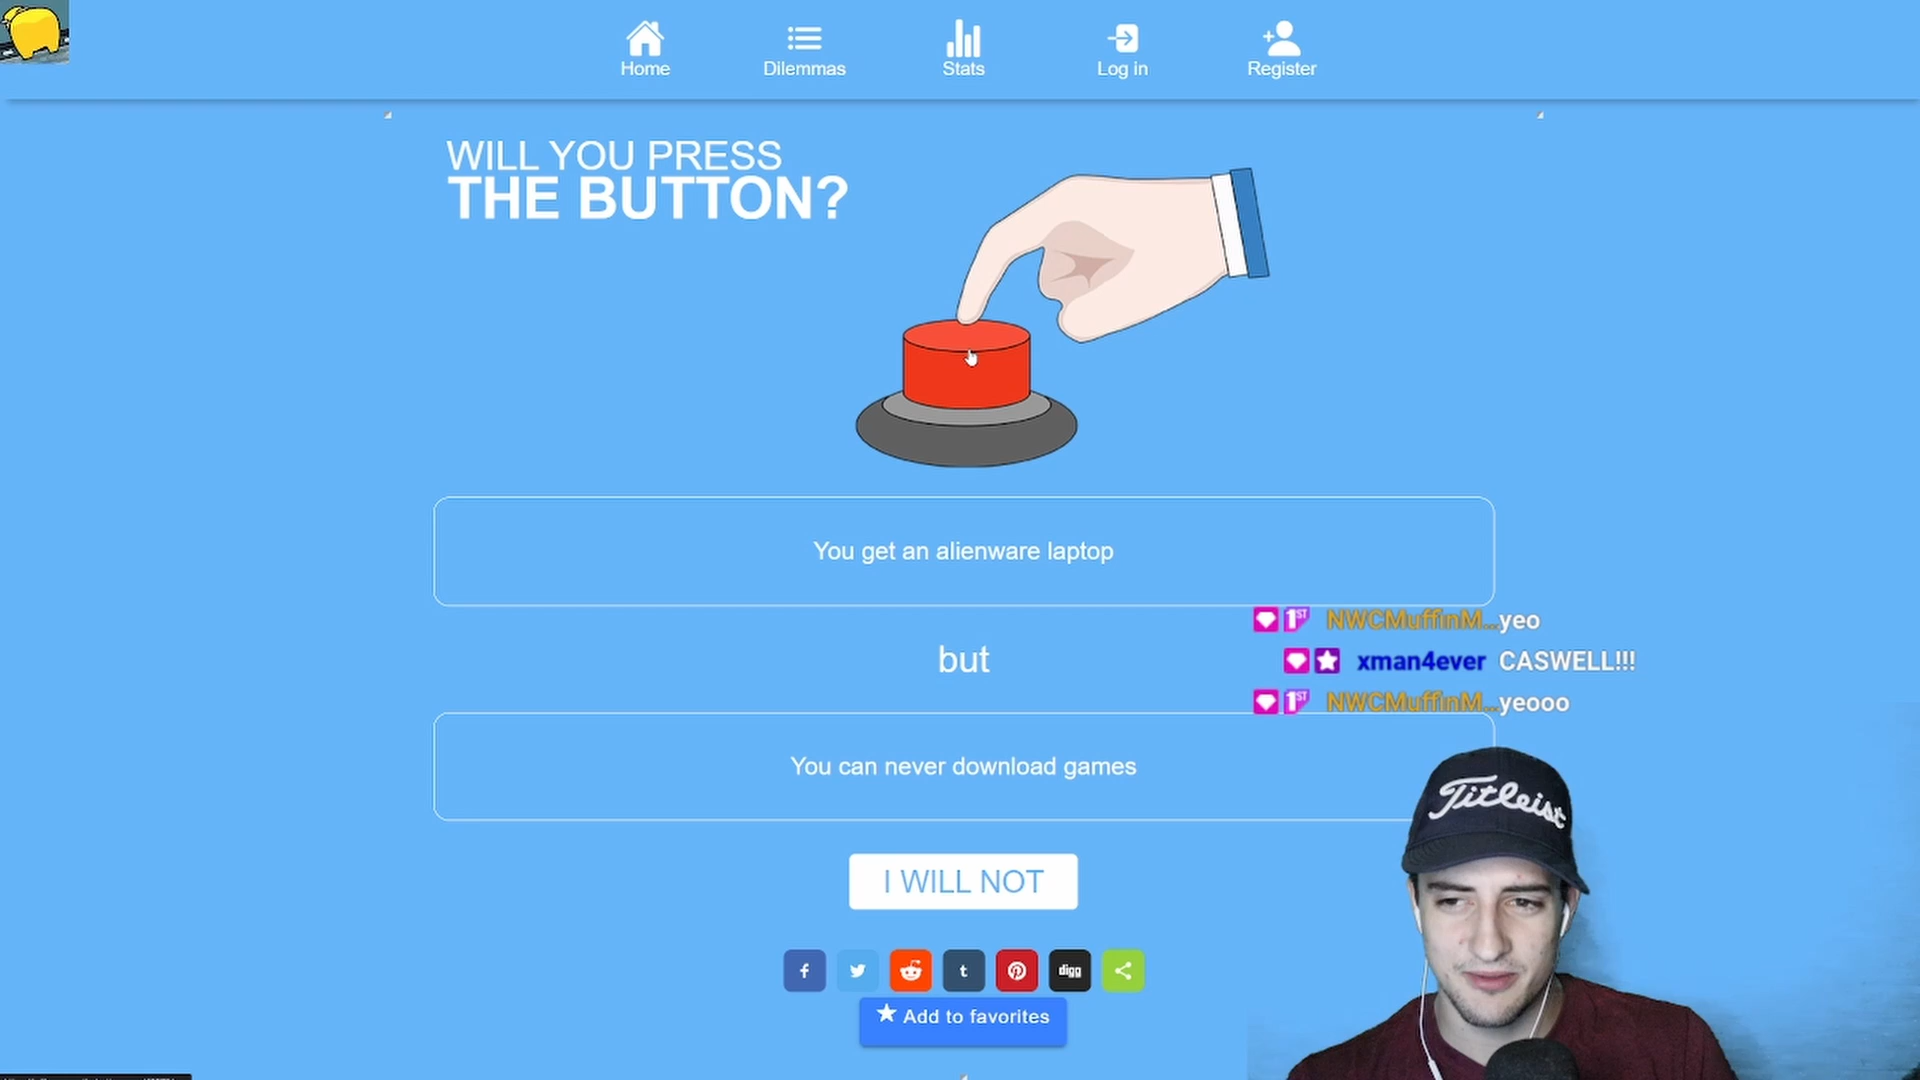 Home
Dilemmas
Stats
Log in
Register
WILL YOU PRESS
THE BUTTON?
You get an alienware laptop
NWCMuffinM... yeo
but
xman4ever CASWELL!!!
NWCMuffinM... yeooo
You can never download games
Titleist
I WILL NOT
f
t
digg
Add to favorites